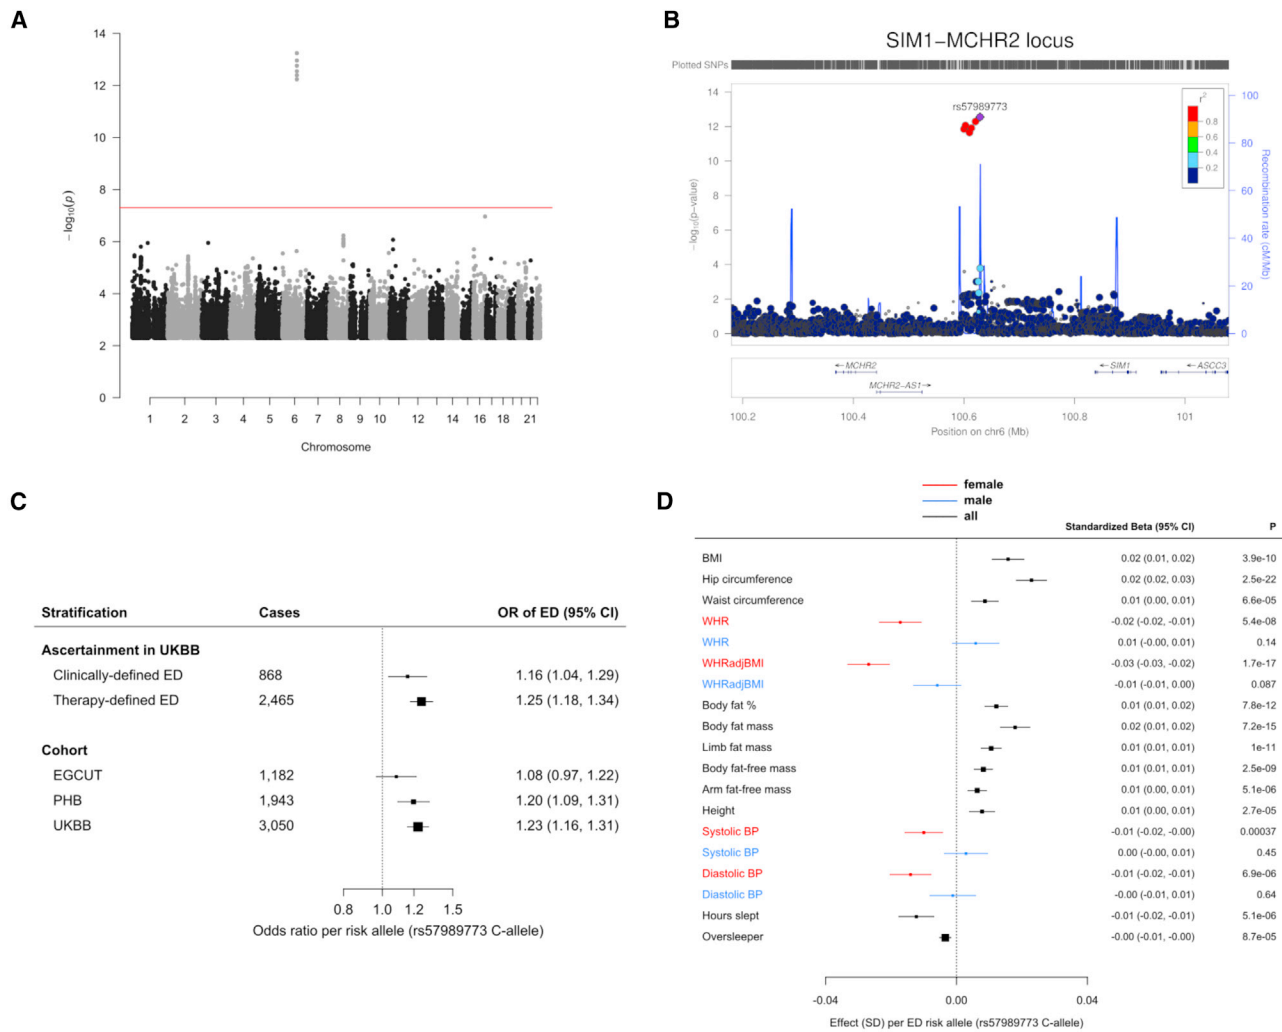 A
14
12
10
8
6
4
2
0
−log10(p)
1 2 3 4 5 6 7 8 9 10 12 14 16 18 21
Chromosome
B
SIM1−MCHR2 locus
Plotted SNPs
rs57989773
14
12
10
8
6
4
2
0
−log10(p−value)
r2
0.8
0.6
0.4
0.2
100
80
60
40
20
0
Recombination rate (cM/Mb)
←MCHR2
MCHR2−AS1→
←SIM1
←ASCC3
100.2 100.4 100.6 100.8 101
Position on chr6 (Mb)
C
Stratification Cases OR of ED (95% CI)
Ascertainment in UKBB
Clinically-defined ED 868 1.16 (1.04, 1.29)
Therapy-defined ED 2,465 1.25 (1.18, 1.34)
Cohort
EGCUT 1,182 1.08 (0.97, 1.22)
PHB 1,943 1.20 (1.09, 1.31)
UKBB 3,050 1.23 (1.16, 1.31)
0.8 1.0 1.2 1.5
Odds ratio per risk allele (rs57989773 C-allele)
D
female
male
all
Standardized Beta (95% CI) P
BMI 0.02 (0.01, 0.02) 3.9e-10
Hip circumference 0.02 (0.02, 0.03) 2.5e-22
Waist circumference 0.01 (0.00, 0.01) 6.6e-05
WHR -0.02 (-0.02, -0.01) 5.4e-08
WHR 0.01 (-0.00, 0.01) 0.14
WHRadjBMI -0.03 (-0.03, -0.02) 1.7e-17
WHRadjBMI -0.01 (-0.01, 0.00) 0.087
Body fat % 0.01 (0.01, 0.02) 7.8e-12
Body fat mass 0.02 (0.01, 0.02) 7.2e-15
Limb fat mass 0.01 (0.01, 0.01) 1e-11
Body fat-free mass 0.01 (0.01, 0.01) 2.5e-09
Arm fat-free mass 0.01 (0.00, 0.01) 5.1e-06
Height 0.01 (0.00, 0.01) 2.7e-05
Systolic BP -0.01 (-0.02, -0.00) 0.00037
Systolic BP 0.00 (-0.00, 0.01) 0.45
Diastolic BP -0.01 (-0.02, -0.01) 6.9e-06
Diastolic BP -0.00 (-0.01, 0.01) 0.64
Hours slept -0.01 (-0.02, -0.01) 5.1e-06
Oversleeper -0.00 (-0.01, -0.00) 8.7e-05
-0.04 0.00 0.04
Effect (SD) per ED risk allele (rs57989773 C-allele)